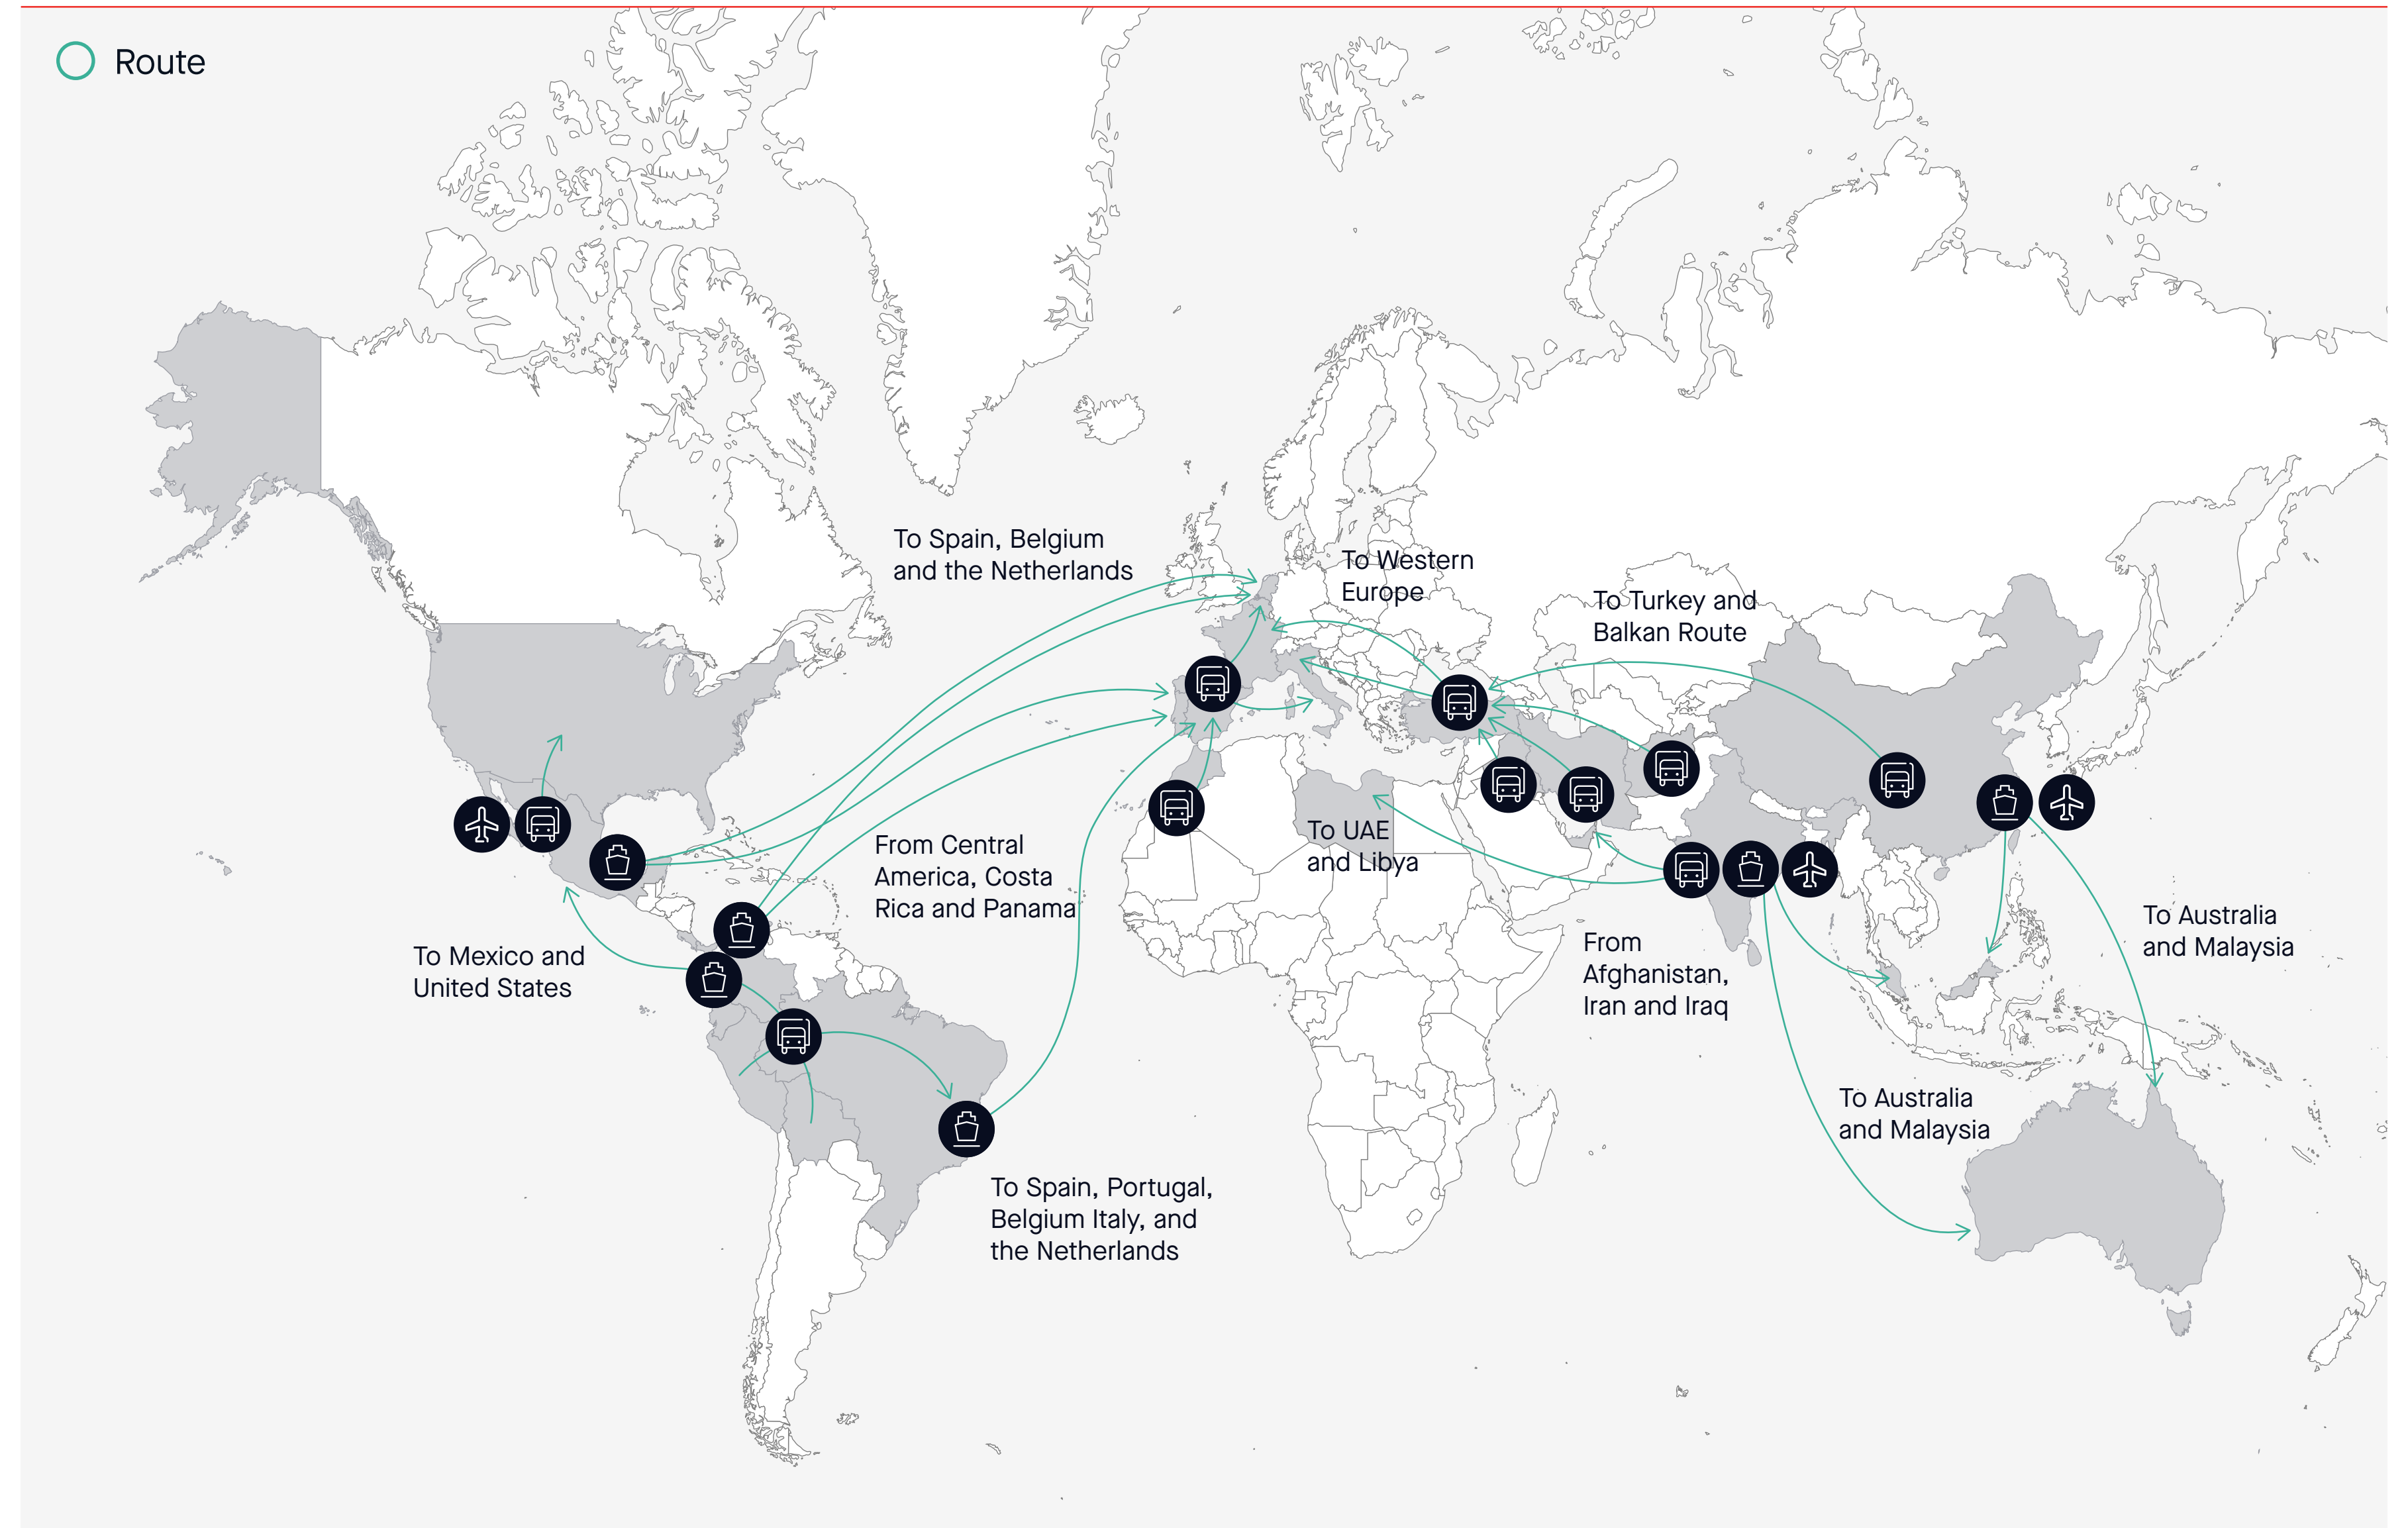 Route
To Spain, Belgium
and the Netherlands
To Western
Europe
To Turkey and
Balkan Route
From Central
America, Costa
Rica and Panama
To UAE
and Libya
To Mexico and
United States
From
Afghanistan,
Iran and Iraq
To Australia
and Malaysia
To Australia
and Malaysia
To Spain, Portugal,
Belgium Italy, and
the Netherlands